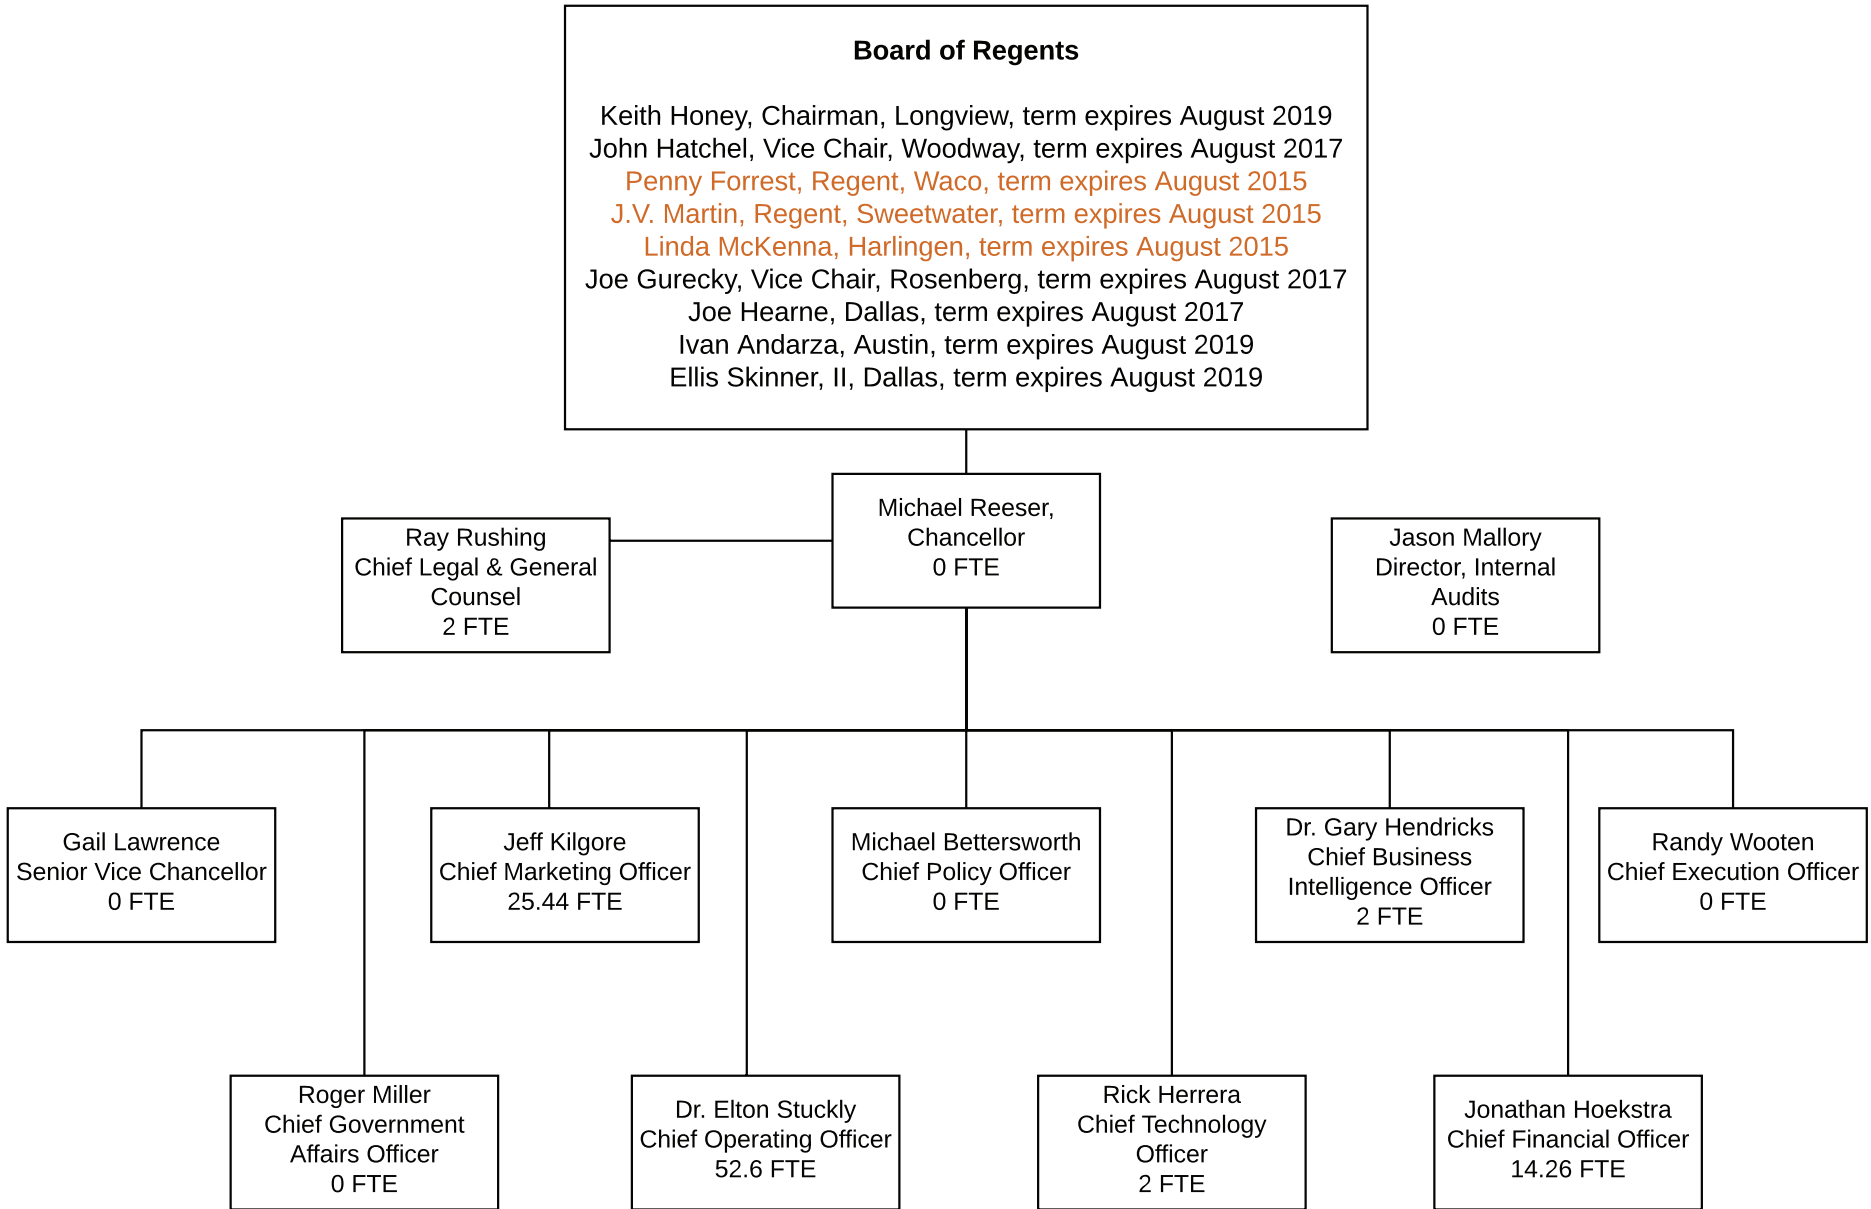 Board of Regents
Keith Honey, Chairman, Longview, term expires August 2019
John Hatchel, Vice Chair, Woodway, term expires August 2017
Penny Forrest, Regent, Waco, term expires August 2015
J.V. Martin, Regent, Sweetwater, term expires August 2015
Linda McKenna, Harlingen, term expires August 2015
Joe Gurecky, Vice Chair, Rosenberg, term expires August 2017
Joe Hearne, Dallas, term expires August 2017
Ivan Andarza, Austin, term expires August 2019
Ellis Skinner, II, Dallas, term expires August 2019
Michael Reeser,
Chancellor
0 FTE
Ray Rushing
Chief Legal & General
Counsel
2 FTE
Jason Mallory
Director, Internal
Audits
0 FTE
Gail Lawrence
Senior Vice Chancellor
0 FTE
Jeff Kilgore
Chief Marketing Officer
25.44 FTE
Michael Bettersworth
Chief Policy Officer
0 FTE
Dr. Gary Hendricks
Chief Business
Intelligence Officer
2 FTE
Randy Wooten
Chief Execution Officer
0 FTE
Roger Miller
Chief Government
Affairs Officer
0 FTE
Dr. Elton Stuckly
Chief Operating Officer
52.6 FTE
Rick Herrera
Chief Technology
Officer
2 FTE
Jonathan Hoekstra
Chief Financial Officer
14.26 FTE